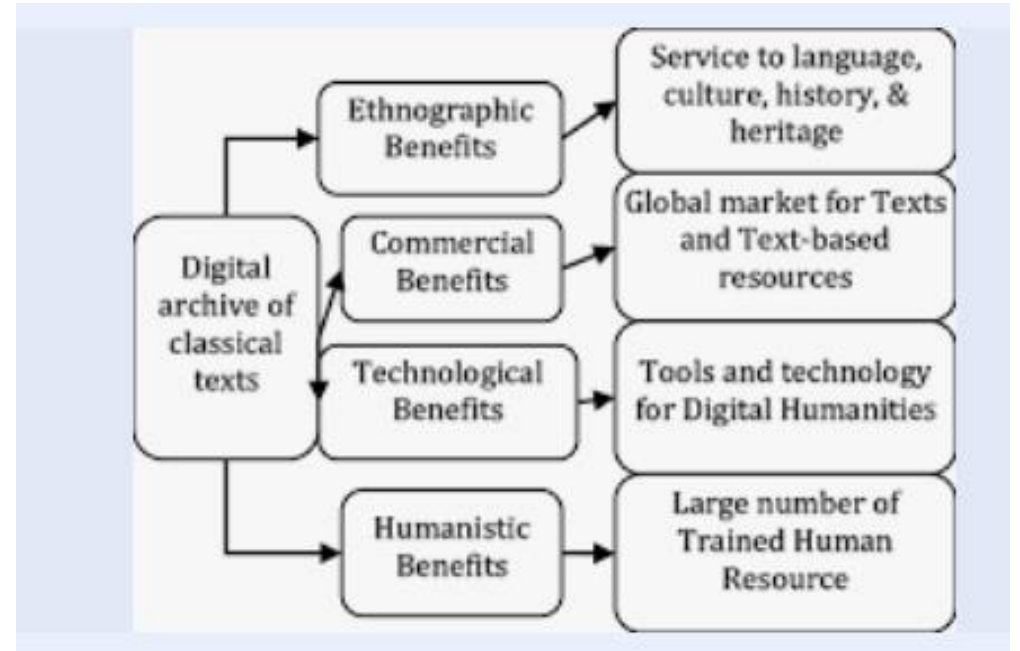 Digital
archive of
classical
texts
Ethnographic
Benefits
Service to language,
culture, history, &
heritage
Commercial
Benefits
Global market for Texts
and Text-based
resources
Technological
Benefits
Tools and technology
for Digital Humanities
Humanistic
Benefits
Large number of
Trained Human
Resource